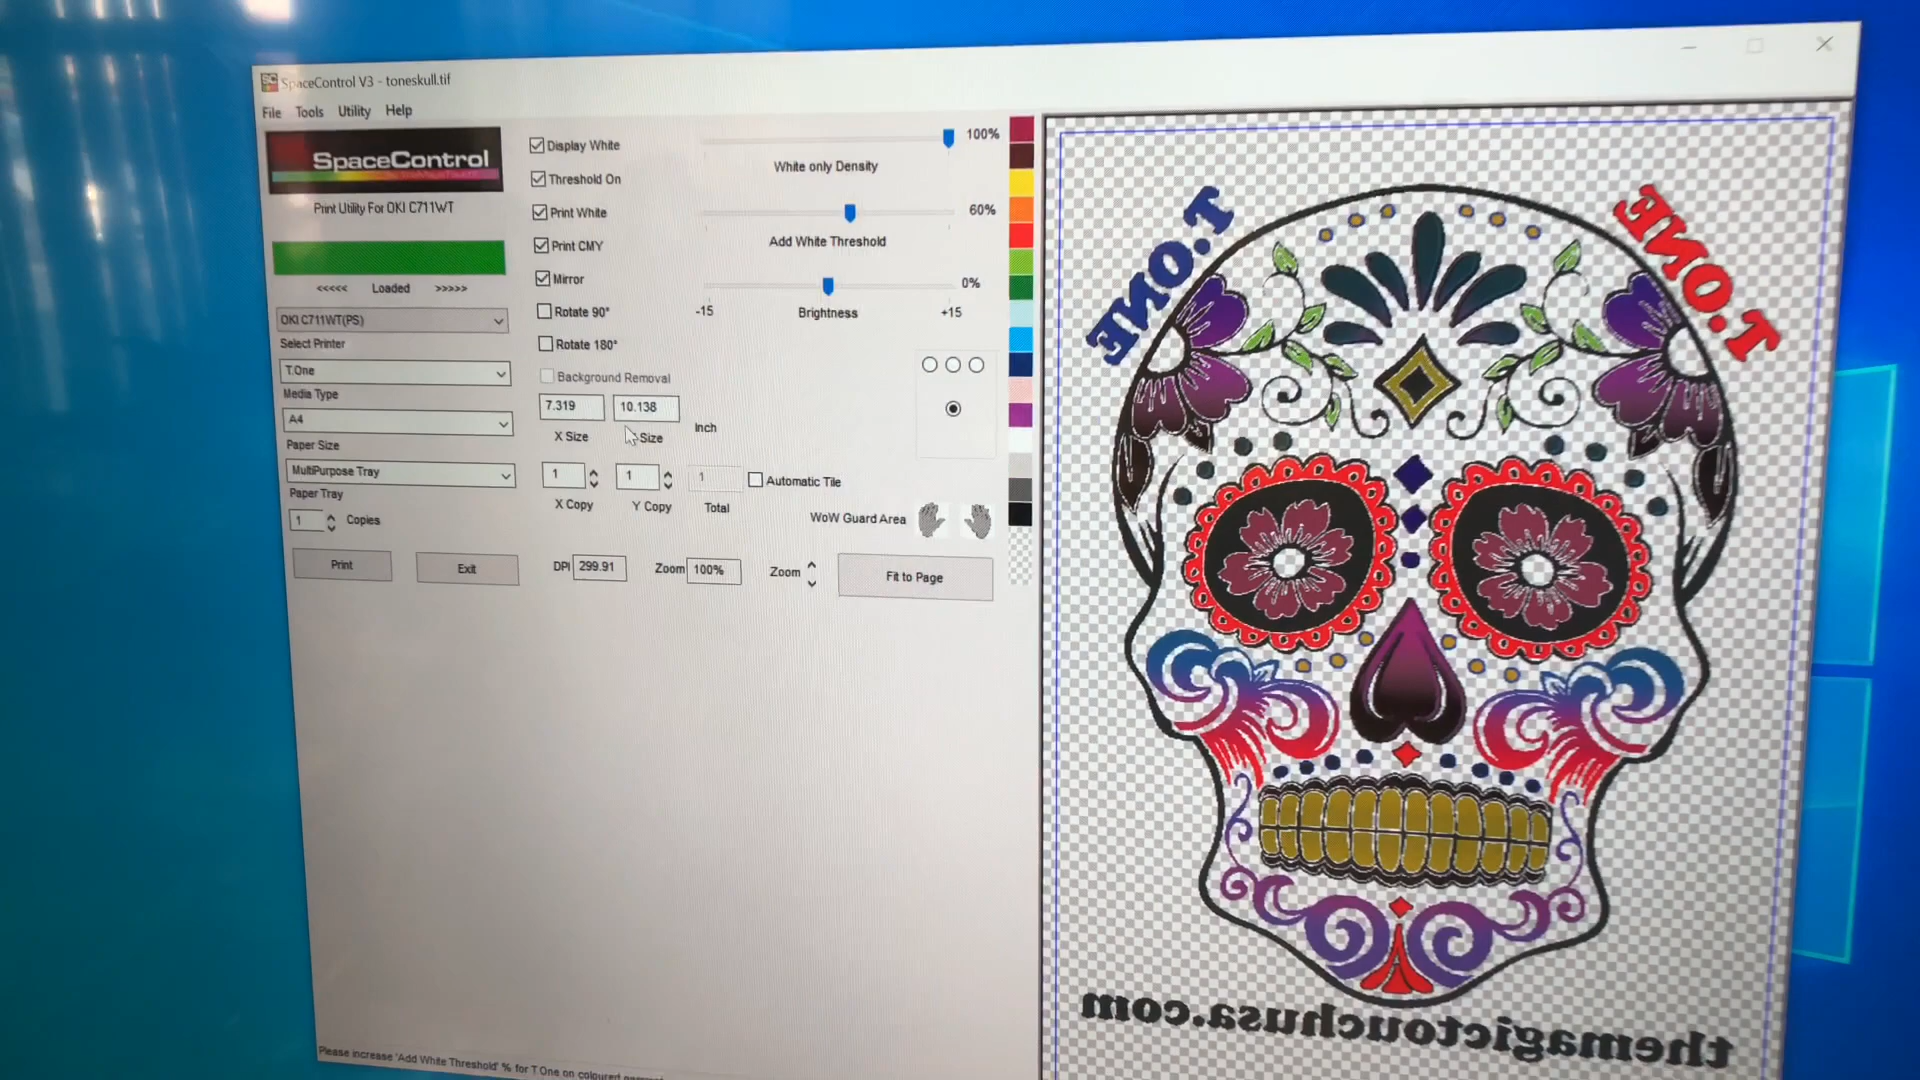 SpaceControl V3 - toneskull.tif
File Tools Utility Help
SpaceControl
Print Utility For OKI C711WT
<<<<< Loaded >>>>>
OKI C711WT(PS)
Select Printer
T.One
Media Type
A4
Paper Size
MultiPurpose Tray
Paper Tray
1 Copies
Print Exit
Display White
Threshold On
Print White
Print CMY
Mirror
Rotate 90°
Rotate 180°
Background Removal
7.319 10.138
X Size Size Inch
1 1 1
X Copy Y Copy Total
Automatic Tile
WoW Guard Area
DPI 299.91 Zoom 100% Zoom Fit to Page
100%
White only Density
60%
Add White Threshold
0%
-15 Brightness +15
T.ONE
T.ONE
themagictouchusa.com
Please increase 'Add White Threshold' % for T.One on coloured